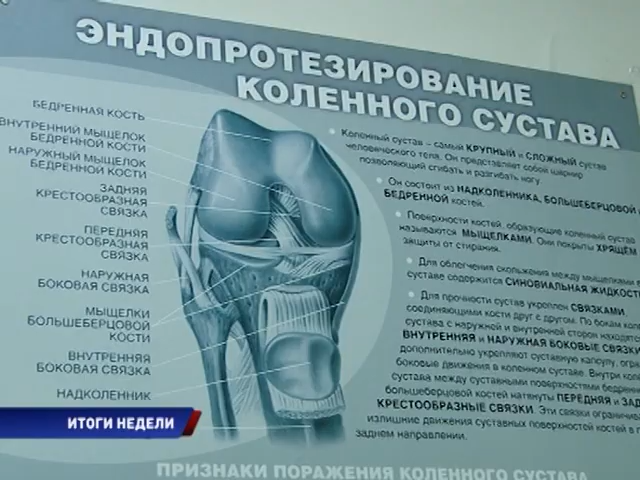 ЭНДОПРОТЕЗИРОВАНИЕ
КОЛЕННОГО СУСТАВА
БЕДРЕННАЯ КОСТЬ
ВНУТРЕННИЙ МЫЩЕЛОК
БЕДРЕННОЙ КОСТИ
НАРУЖНЫЙ МЫЩЕЛОК
БЕДРЕННОЙ КОСТИ
ЗАДНЯЯ
КРЕСТООБРАЗНАЯ
СВЯЗКА
ПЕРЕДНЯЯ
КРЕСТООБРАЗНАЯ
СВЯЗКА
НАРУЖНАЯ
БОКОВАЯ СВЯЗКА
МЫЩЕЛКИ
БОЛЬШЕБЕРЦОВОЙ
КОСТИ
ВНУТРЕННЯЯ
БОКОВАЯ СВЯЗКА
НАДКОЛЕННИК
Коленный сустав – самый КРУПНЫЙ и СЛОЖНЫЙ сустав
человеческого тела. Он представляет собой шарнир
позволяющий сгибать и разгибать ногу
Он состоит из НАДКОЛЕННИКА, БОЛЬШЕБЕРЦОВОЙ
БЕДРЕННОЙ костей.
Поверхности костей, образующие коленный сустав
называются МЫЩЕЛКАМИ. Они покрыты ХРЯЩЕМ
защиты от стирания.
Для облегчения скольжения между мыщелками
суставе содержится СИНОВИАЛЬНАЯ ЖИДКОСТЬ
Для прочности сустав укреплен СВЯЗКАМИ,
соединяющими кости друг с другом. По бокам
сустава с наружной и внутренней сторон находятся
ВНУТРЕННЯЯ и НАРУЖНАЯ БОКОВЫЕ СВЯЗКИ
дополнительно укрепляют суставную капсулу,
боковые движения в коленном суставе. Внутри
сустава между суставными поверхностями
большеберцовой костей натянуты ПЕРЕДНЯЯ и
КРЕСТООБРАЗНЫЕ СВЯЗКИ. Эти связки
излишние движения суставных поверхностей костей в
заднем направлении.
ИТОГИ НЕДЕЛИ
ПРИЗНАКИ ПОРАЖЕНИЯ КОЛЕННОГО СУСТАВА